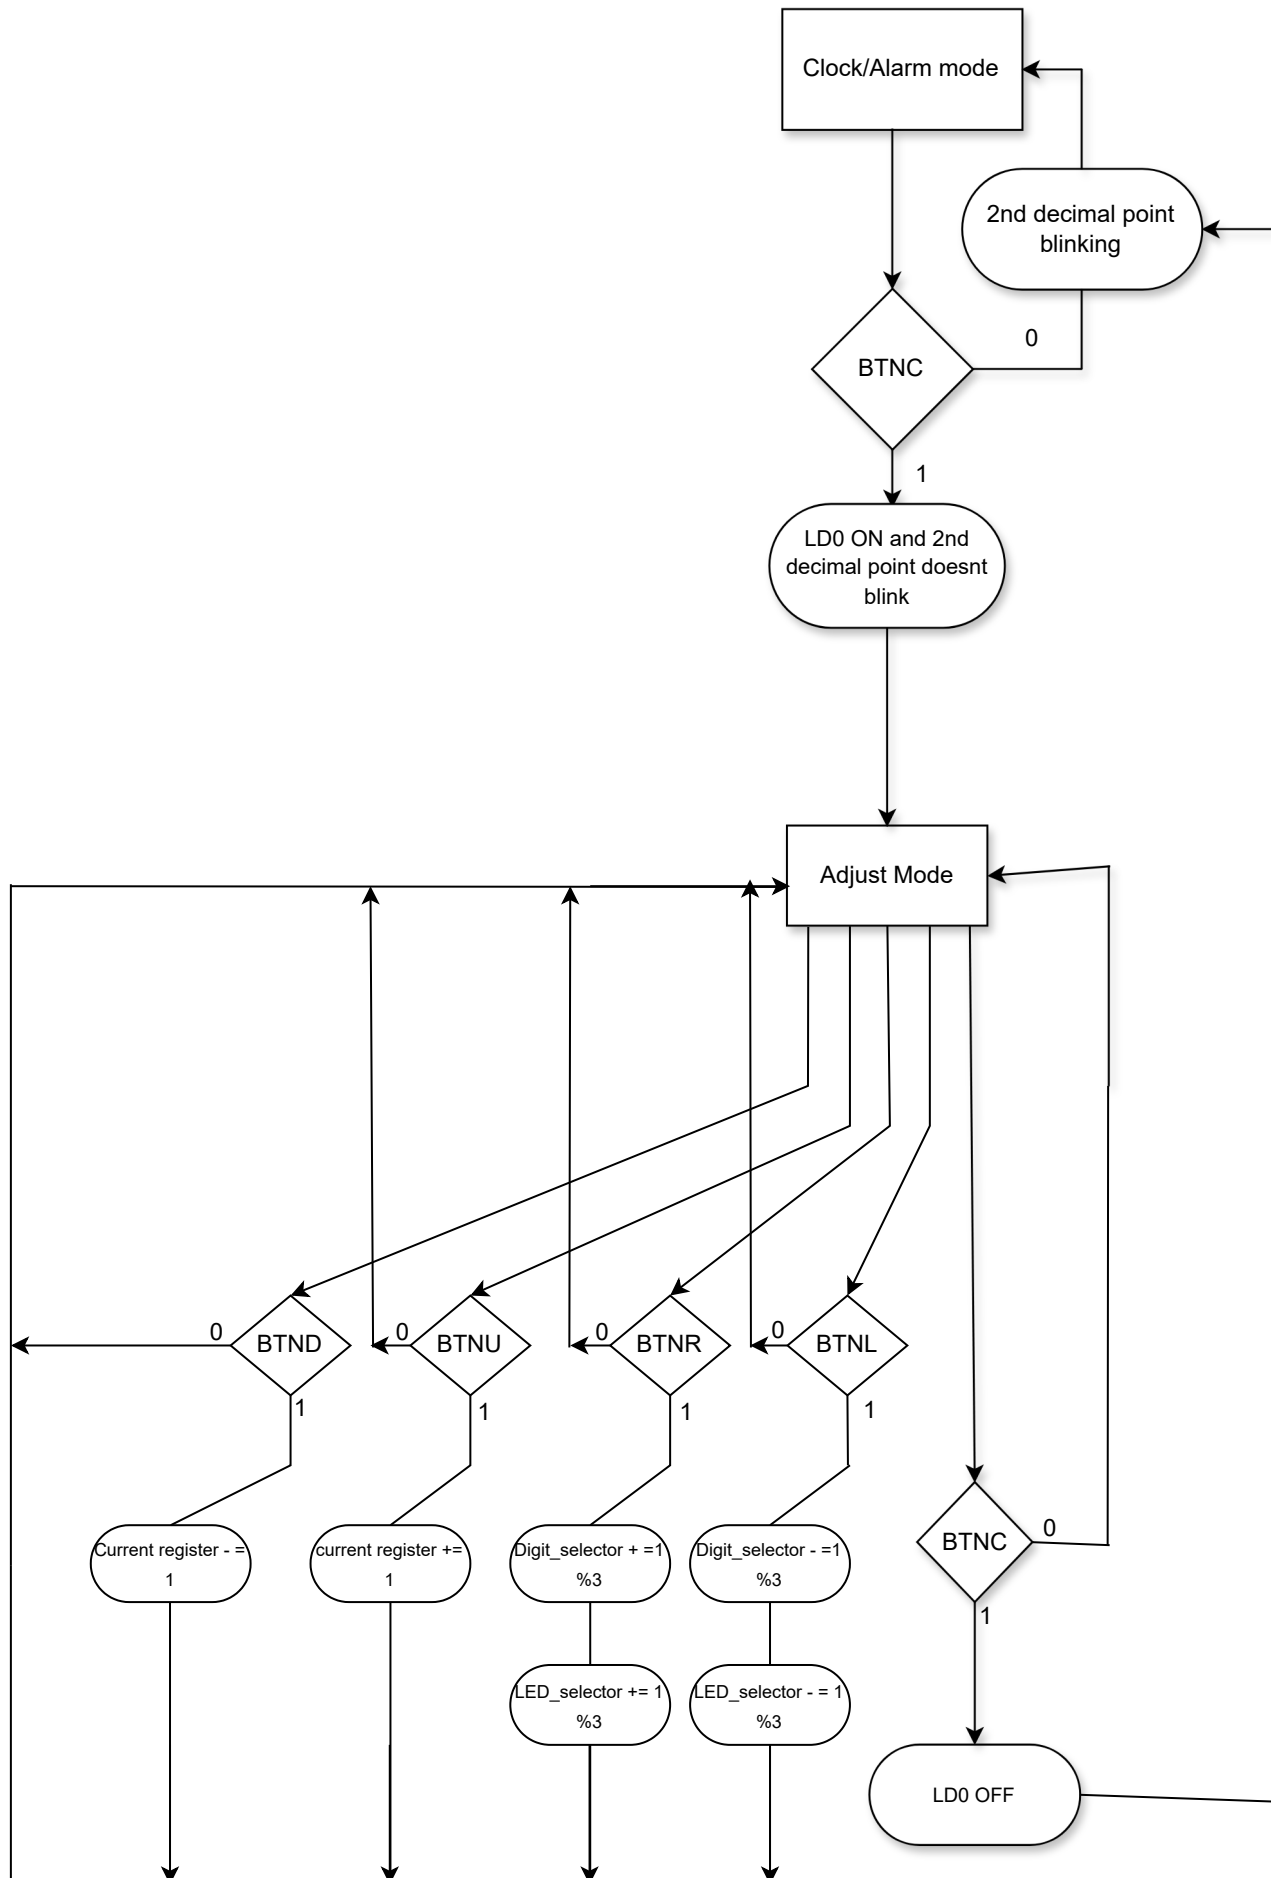 Clock/Alarm mode
2nd decimal point
blinking
0
BTNC
1
LD0 ON and 2nd
decimal point doesnt
blink
Adjust Mode
0
BTND
0
BTNU
0
BTNR
0
BTNL
1
1
1
1
BTNC
0
Current register - =
1
current register +=
1
Digit_selector + =1
%3
Digit_selector - =1
%3
1
LED_selector += 1
%3
LED_selector - = 1
%3
LD0 OFF